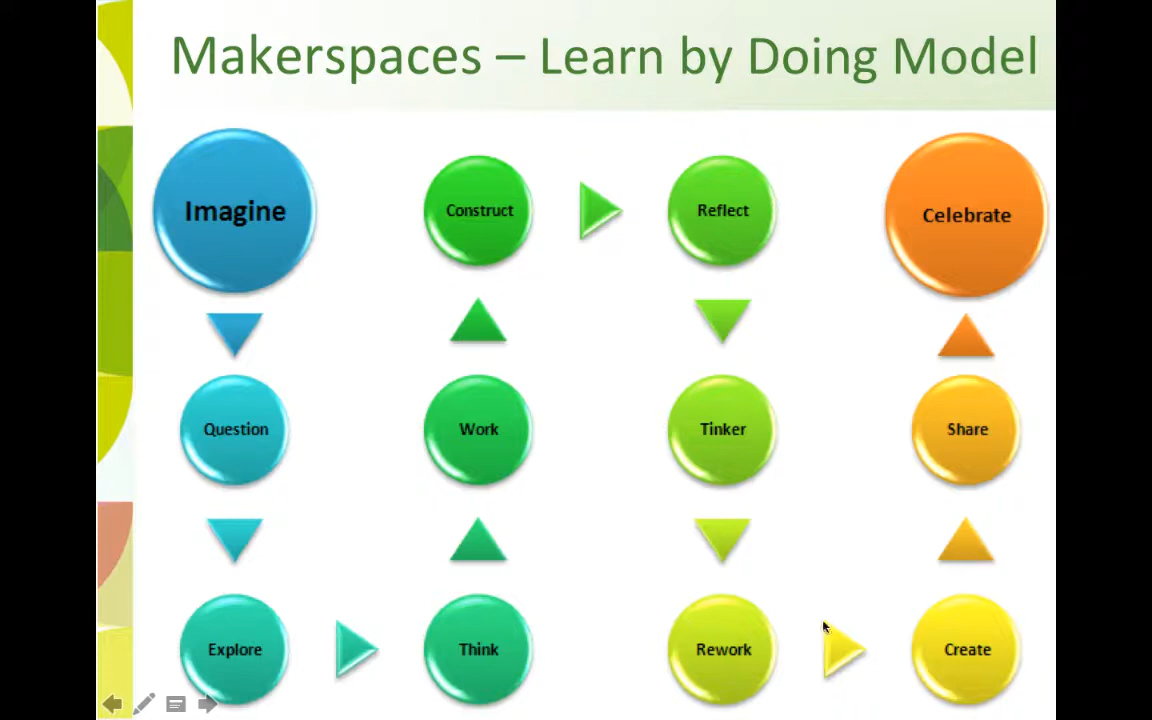 Makerspaces – Learn by Doing Model
Imagine
Question
Explore
Think
Work
Construct
Reflect
Tinker
Rework
Create
Share
Celebrate